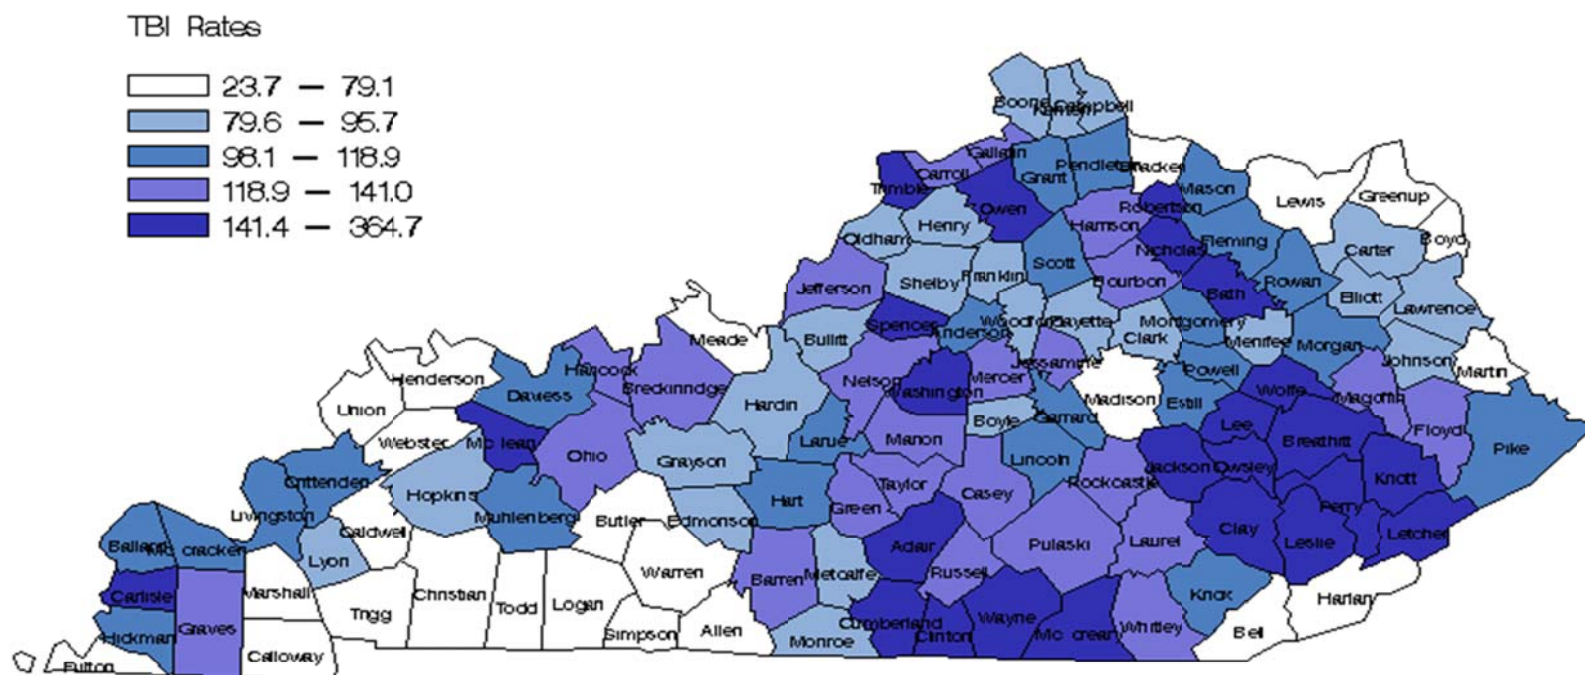 TBI Rates
23.7 — 79.1
79.6 — 95.7
98.1 — 118.9
118.9 — 141.0
141.4 — 364.7
Boone
Campbell
Gallatin
Carroll
Trimble
Grant
Pendleton
Bracken
Mason
Lewis
Greenup
Boyd
Owen
Henry
Oldham
Harrison
Robertson
Nicholas
Fleming
Carter
Rowan
Elliott
Lawrence
Scott
Franklin
Shelby
Jefferson
Bourbon
Bath
Spencer
Anderson
Woodford
Fayette
Clark
Montgomery
Menifee
Morgan
Johnson
Martin
Bullitt
Meade
Henderson
Hancock
Breckinridge
Daviess
Union
Nelson
Washington
Mercer
Jessamine
Madison
Powell
Estill
Wolfe
Magoffin
Floyd
Pike
Hardin
Boyle
Garrard
Lee
Breathitt
Webster
Mc lean
Ohio
Grayson
Larue
Marion
Lincoln
Jackson
Owsley
Knott
Crittenden
Hopkins
Livingston
Muhlenberg
Caldwell
Butler
Edmonson
Hart
Taylor
Green
Casey
Rockcastle
Perry
Clay
Leslie
Letcher
Ballard
Mc cracken
Lyon
Warren
Barren
Metcalfe
Adair
Russell
Pulaski
Laurel
Carlisle
Marshall
Trigg
Christian
Todd
Logan
Simpson
Allen
Monroe
Cumberland
Clinton
Wayne
Mc crean
Whitley
Knox
Bell
Harlan
Hickman
Graves
Calloway
Fulton